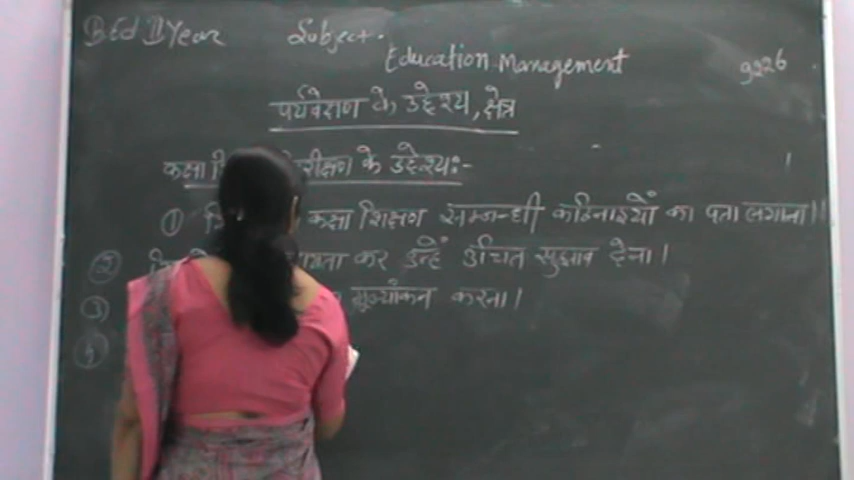 B.Ed II Year Subject.
Education Management 9226
पर्यवेक्षण के उद्देश्य, क्षेत्र
कक्षा के उद्देश्य:-
① कक्षा शिक्षण सम्बन्धी कठिनाइयों का पता लगाना।
② कर उन्हें उचित सुझाव देना।
③ मूल्यांकन करना।
④